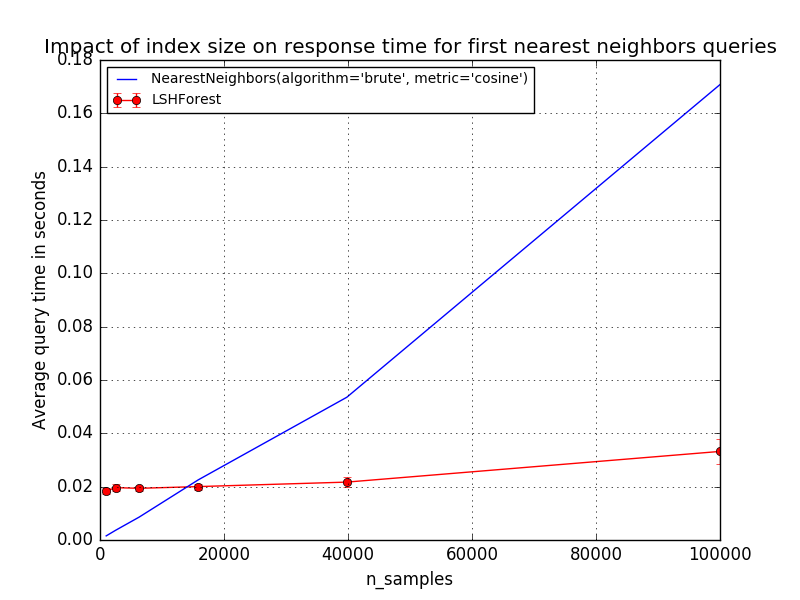 Impact of index size on response time for first nearest neighbors queries
0.18
NearestNeighbors(algorithm='brute', metric='cosine')
LSHForest
0.16
0.14
0.12
0.10
0.08
0.06
0.04
0.02
0.00
Average query time in seconds
0 20000 40000 60000 80000 100000
n_samples